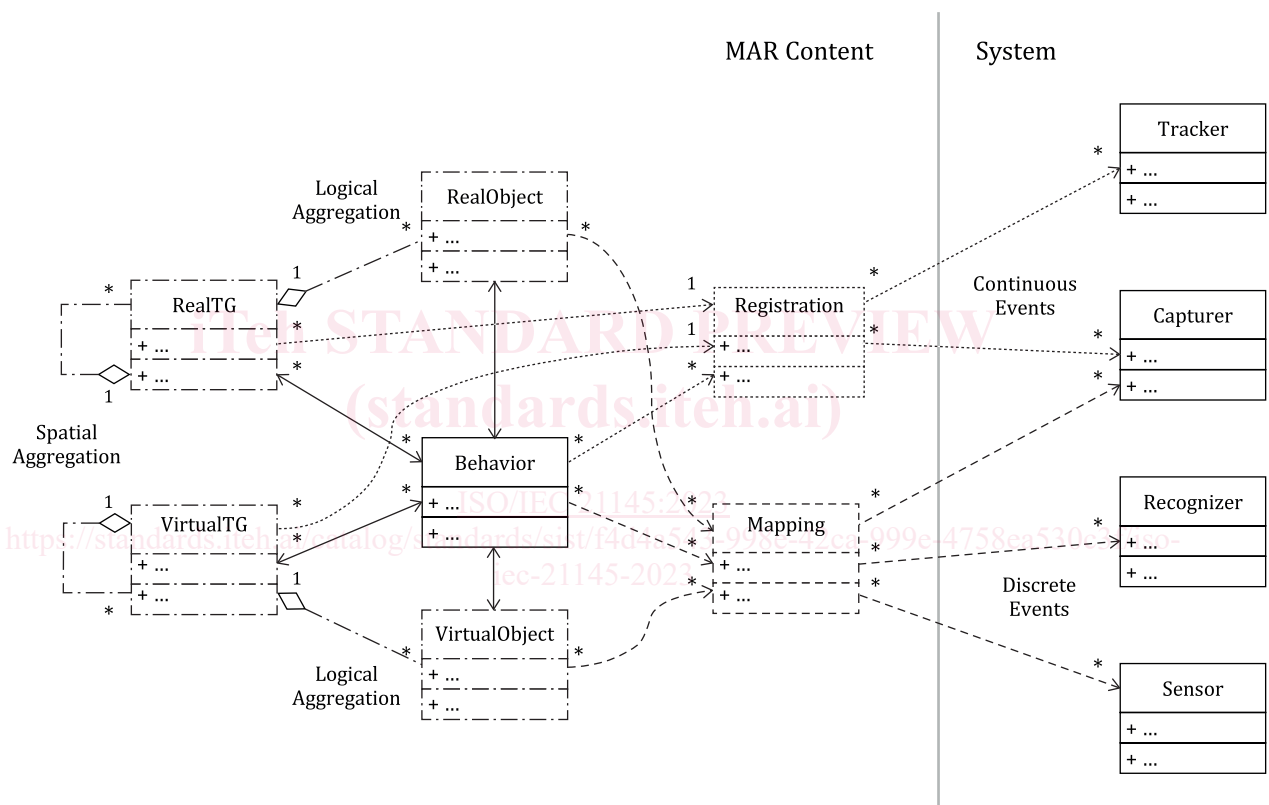 MAR Content
System
Tracker
+ ...
+ ...
*
Logical
Aggregation
RealObject
+ ...
+ ...
*
*
RealTG
+ ...
+ ...
*
1
1
*
*
Registration
+ ...
+ ...
1
1
*
*
*
Continuous
Events
Capturer
+ ...
+ ...
*
*
iTeh STANDARD PREVIEW
(standards.iteh.ai)
Spatial
Aggregation
Behavior
+ ...
+ ...
*
*
*
*
VirtualTG
+ ...
+ ...
1
*
*
*
1
Mapping
+ ...
+ ...
*
*
*
*
*
*
Recognizer
+ ...
+ ...
*
ISO/IEC 21145:2023
iec-21145-2023
Discrete
Events
VirtualObject
+ ...
+ ...
*
*
Logical
Aggregation
Sensor
+ ...
+ ...
*